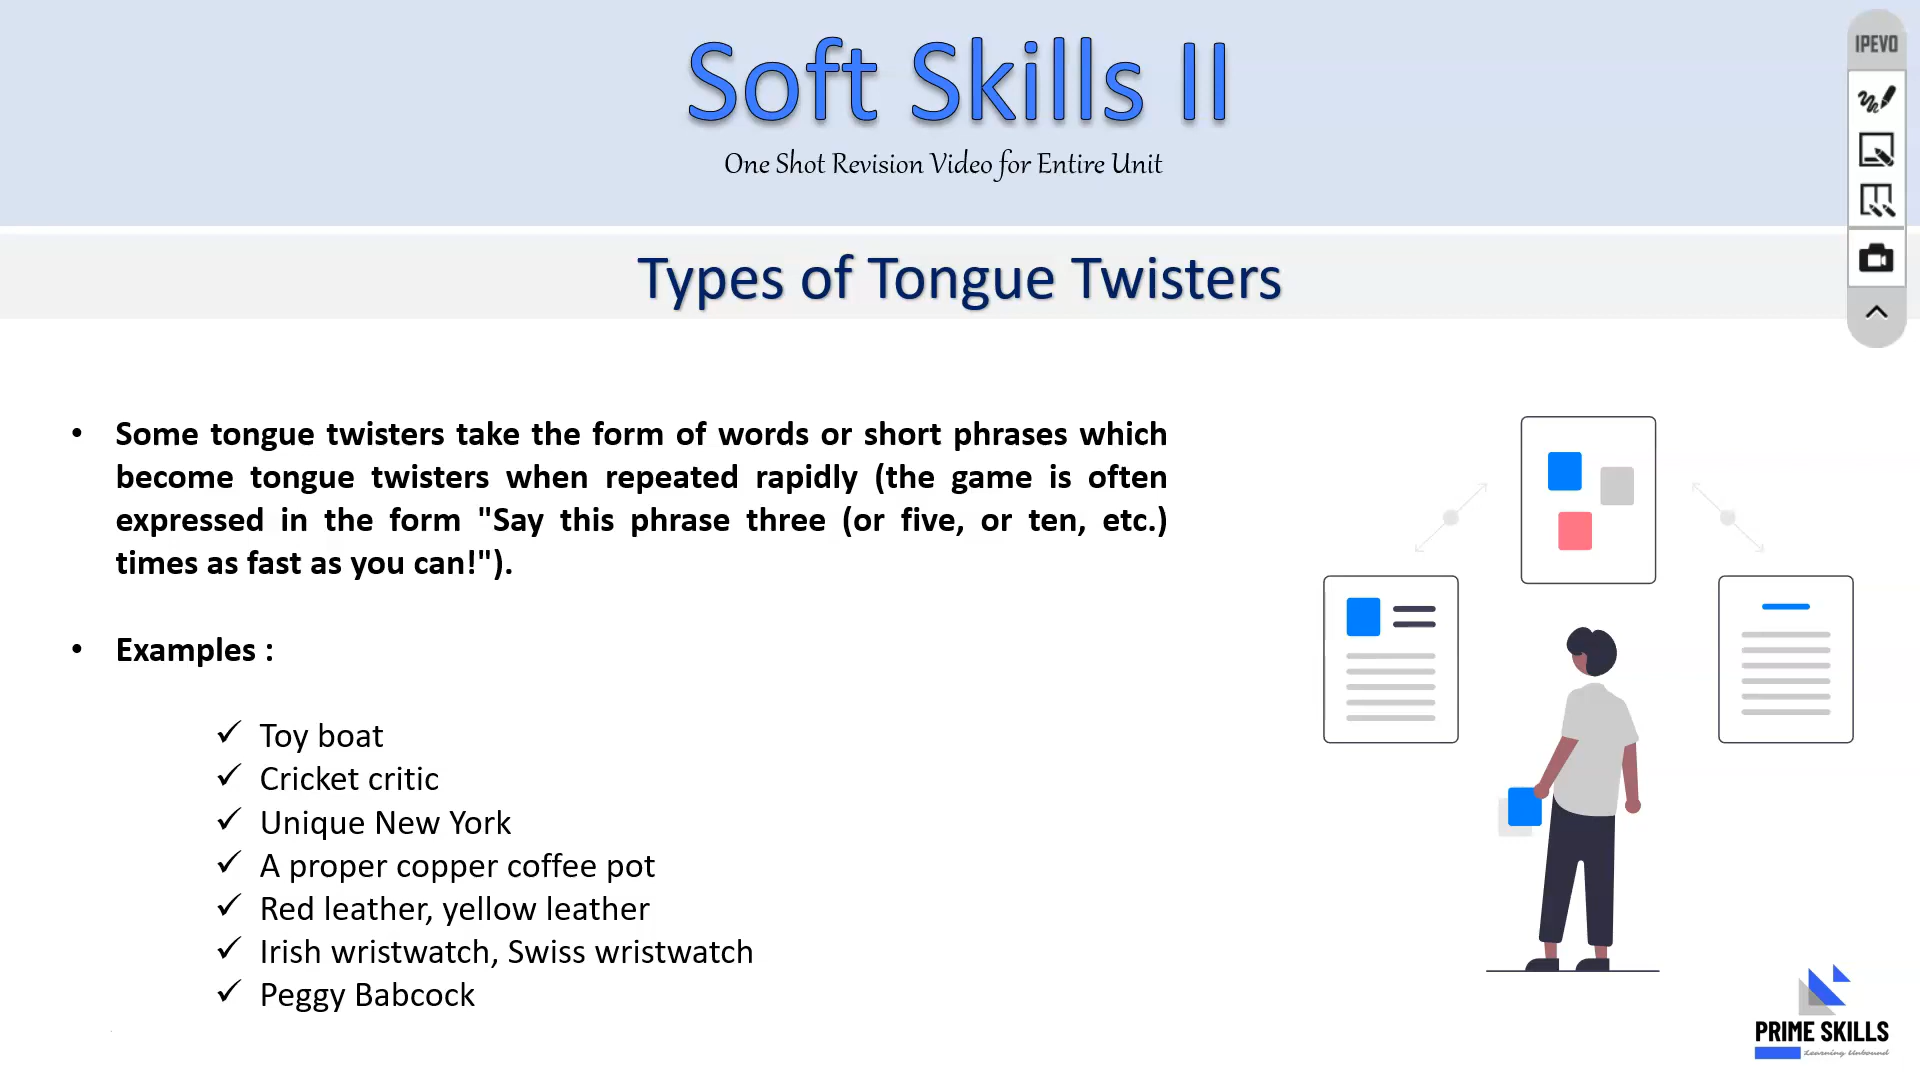 Soft Skills II
IPEVO
One Shot Revision Video for Entire Unit
Types of Tongue Twisters
• Some tongue twisters take the form of words or short phrases which
become tongue twisters when repeated rapidly (the game is often
expressed in the form "Say this phrase three (or five, or ten, etc.)
times as fast as you can!").
• Examples :
✓ Toy boat
✓ Cricket critic
✓ Unique New York
✓ A proper copper coffee pot
✓ Red leather, yellow leather
✓ Irish wristwatch, Swiss wristwatch
✓ Peggy Babcock
PRIME SKILLS
Learning Unbound